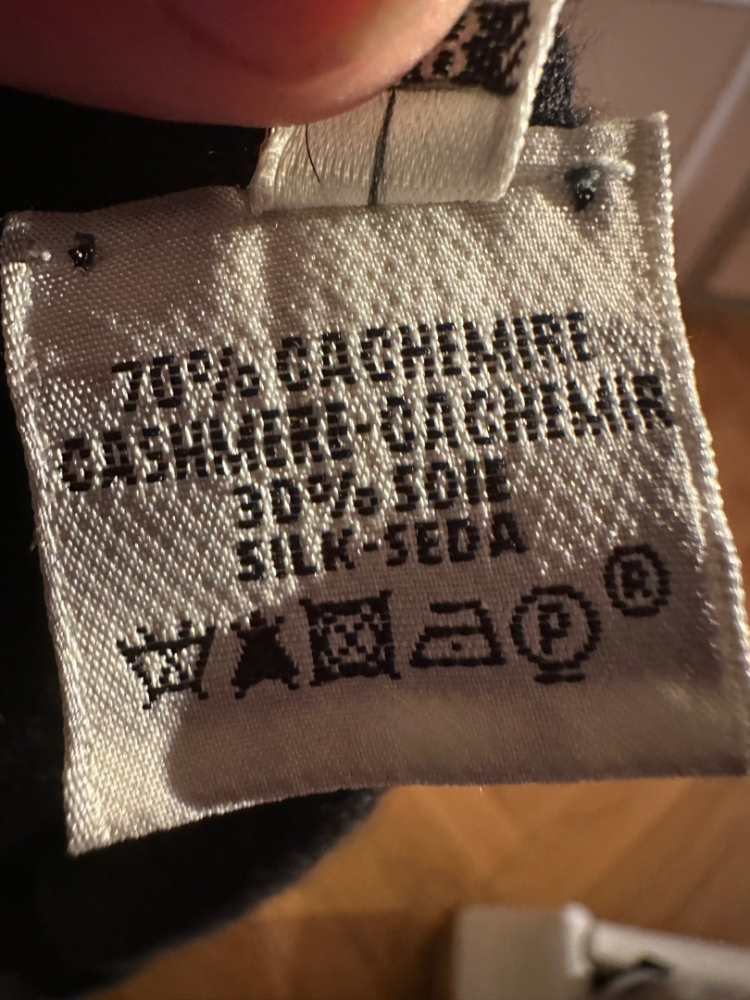 70% CACHEMIRE
CASHMERE-CACHEMIR
30% SOIE
SILK-SEDA
P ®